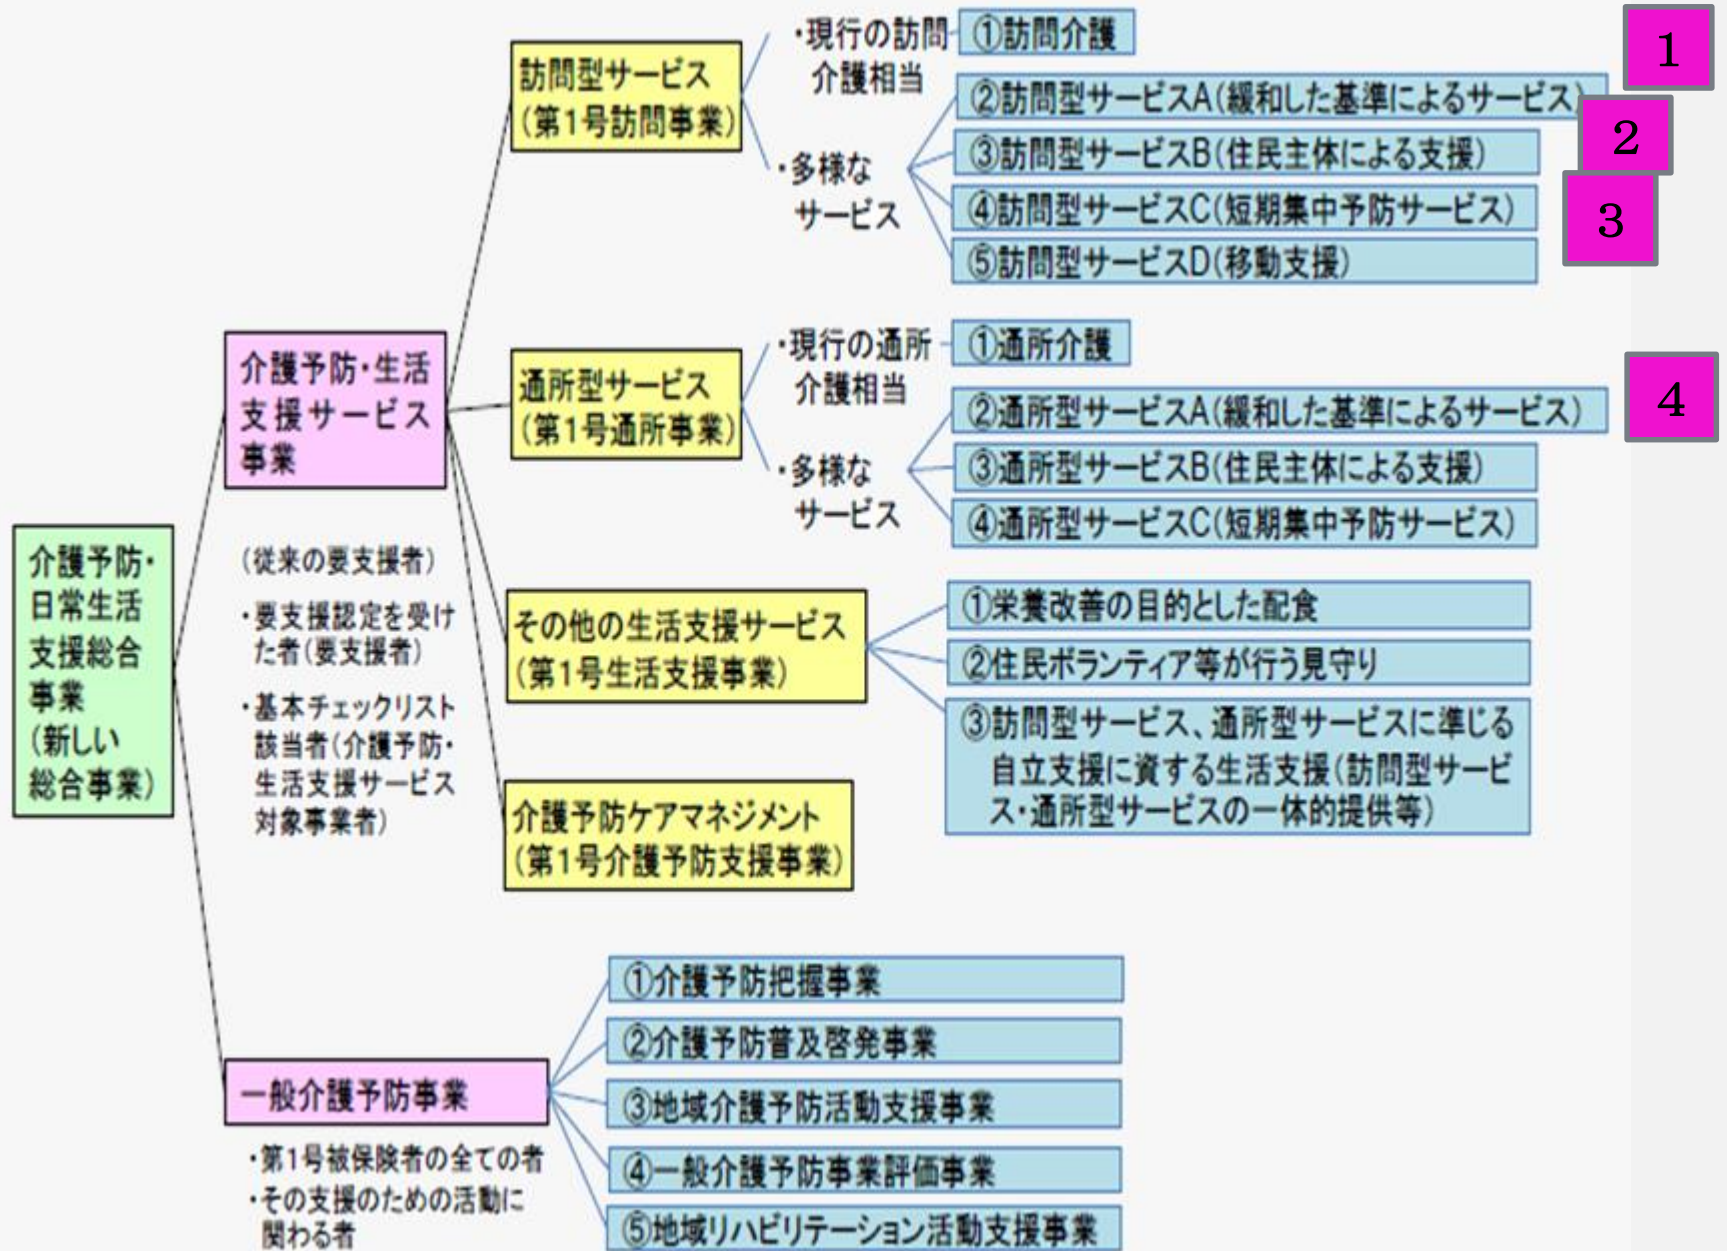 介護予防・
日常生活
支援総合
事業
(新しい
総合事業)
介護予防・生活
支援サービス
事業
(従来の要支援者)
・要支援認定を受け
た者(要支援者)
・基本チェックリスト
該当者(介護予防・
生活支援サービス
対象事業者)
訪問型サービス
(第1号訪問事業)
・現行の訪問
介護相当
①訪問介護
・多様な
サービス
②訪問型サービスA(緩和した基準によるサービス)
③訪問型サービスB(住民主体による支援)
④訪問型サービスC(短期集中予防サービス)
⑤訪問型サービスD(移動支援)
1
2
3
通所型サービス
(第1号通所事業)
・現行の通所
介護相当
①通所介護
・多様な
サービス
②通所型サービスA(緩和した基準によるサービス)
③通所型サービスB(住民主体による支援)
④通所型サービスC(短期集中予防サービス)
4
その他の生活支援サービス
(第1号生活支援事業)
①栄養改善の目的とした配食
②住民ボランティア等が行う見守り
③訪問型サービス、通所型サービスに準じる
自立支援に資する生活支援(訪問型サービ
ス・通所型サービスの一体的提供等)
介護予防ケアマネジメント
(第1号介護予防支援事業)
一般介護予防事業
・第1号被保険者の全ての者
・その支援のための活動に
関わる者
①介護予防把握事業
②介護予防普及啓発事業
③地域介護予防活動支援事業
④一般介護予防事業評価事業
⑤地域リハビリテーション活動支援事業